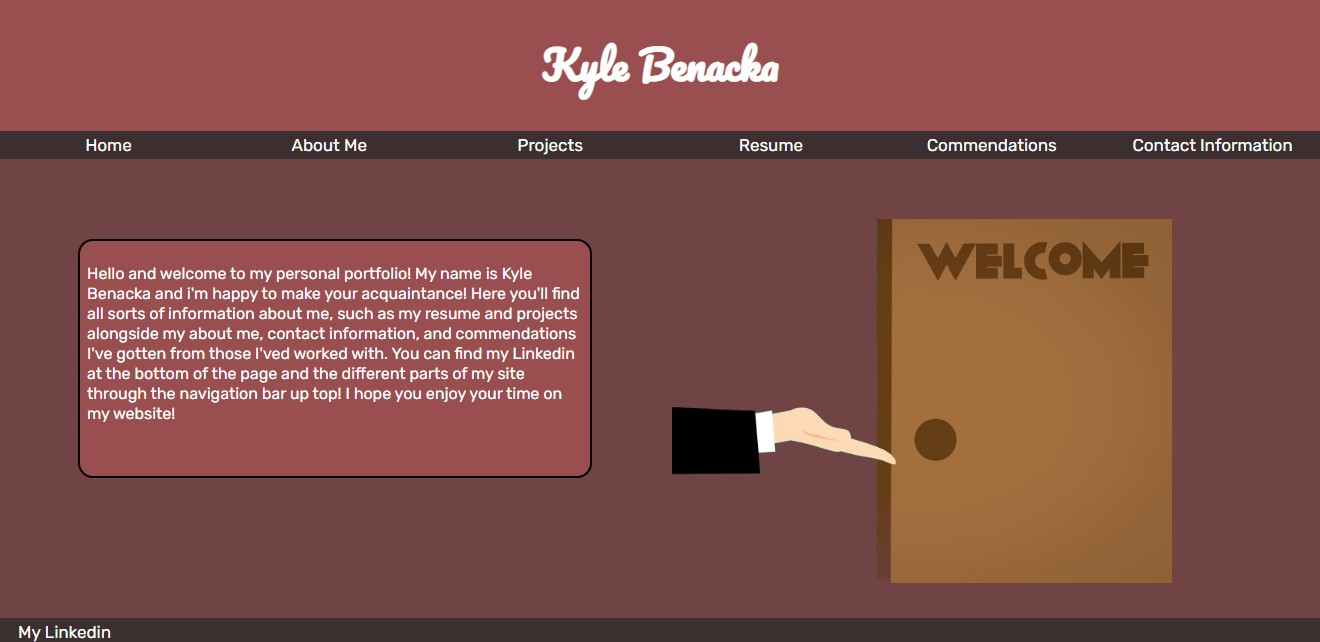 Kyle Benacka
Home About Me Projects Resume Commendations Contact Information
WELCOME
Hello and welcome to my personal portfolio! My name is Kyle
Benacka and i'm happy to make your acquaintance! Here you'll find
all sorts of information about me, such as my resume and projects
alongside my about me, contact information, and commendations
I've gotten from those I'ved worked with. You can find my Linkedin
at the bottom of the page and the different parts of my site
through the navigation bar up top! I hope you enjoy your time on
my website!
My Linkedin